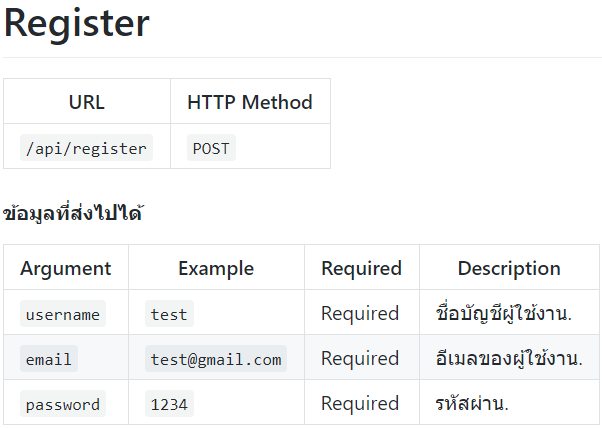 Register
URL HTTP Method
/api/register POST
ข้อมูลที่ส่งไปได้
Argument Example Required Description
username test Required ชื่อบัญชีผู้ใช้งาน.
email test@gmail.com Required อีเมลของผู้ใช้งาน.
password 1234 Required รหัสผ่าน.